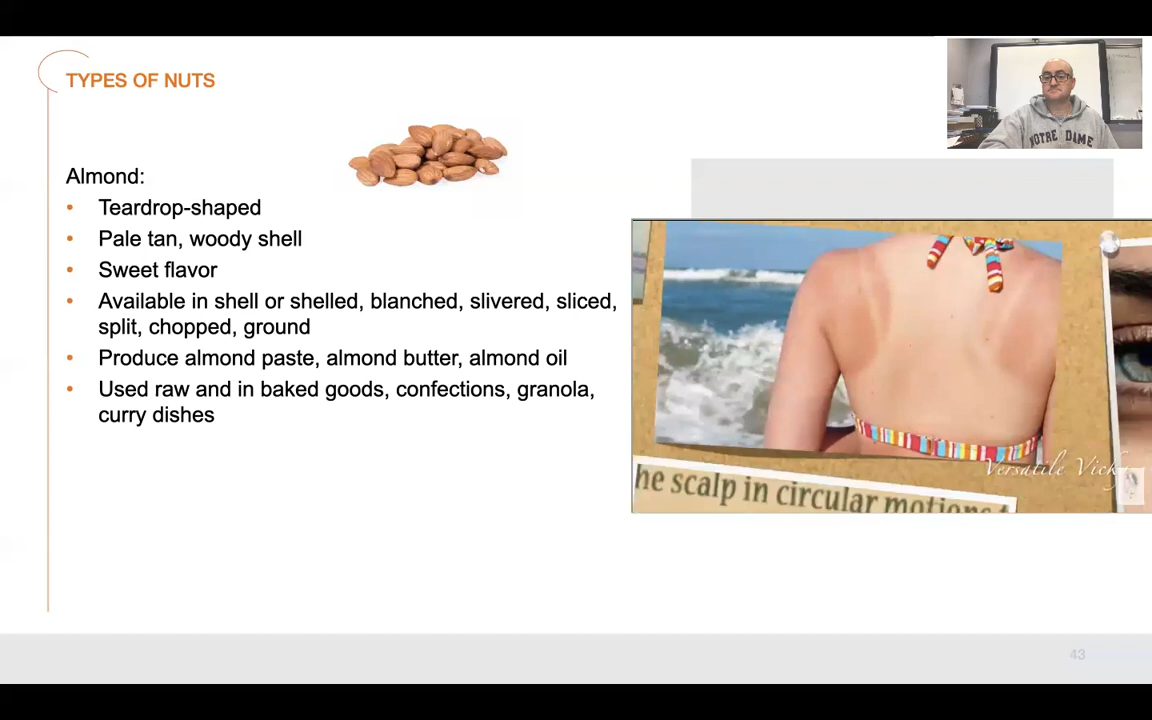 TYPES OF NUTS
NOTRE DAME
Almond:
• Teardrop-shaped
• Pale tan, woody shell
• Sweet flavor
• Available in shell or shelled, blanched, slivered, sliced,
split, chopped, ground
• Produce almond paste, almond butter, almond oil
• Used raw and in baked goods, confections, granola,
curry dishes
Versatile Vicky
he scalp in circular motions
43